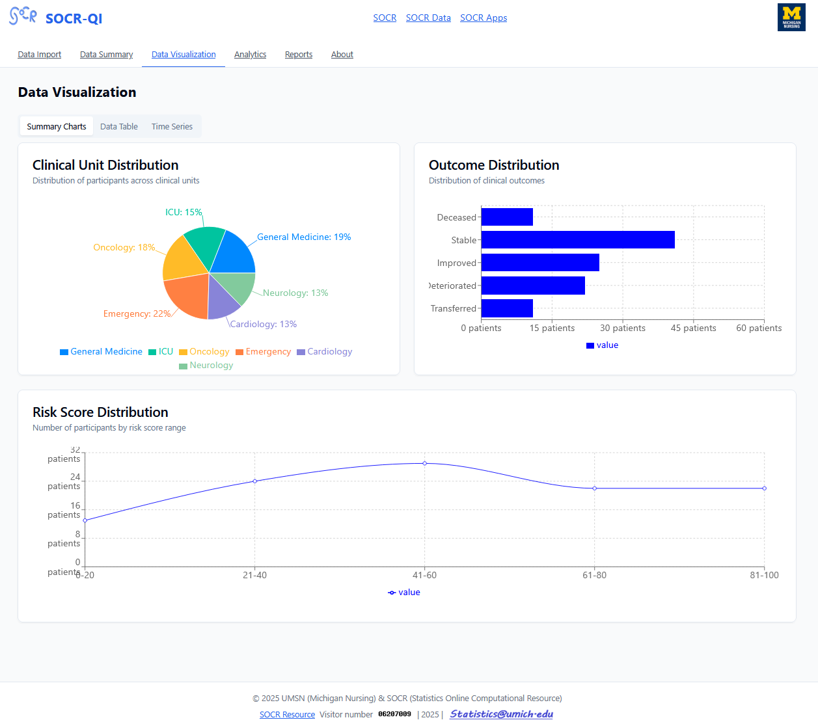 SOCR SOCR-QI
SOCR SOCR Data SOCR Apps
M
MICHIGAN
NURSING
Data Import Data Summary Data Visualization Analytics Reports About
Data Visualization
Summary Charts Data Table Time Series
Clinical Unit Distribution
Distribution of participants across clinical units
ICU: 15%
General Medicine: 19%
Oncology: 18%
Neurology: 13%
Emergency: 22%
Cardiology: 13%
General Medicine ICU Oncology Emergency Cardiology
Neurology
Outcome Distribution
Distribution of clinical outcomes
Deceased
Stable
Improved
Deteriorated
Transferred
0 patients 15 patients 30 patients 45 patients 60 patients
value
Risk Score Distribution
Number of participants by risk score range
32
patients
24
patients
16
patients
8
patients
0
patients
0-20 21-40 41-60 61-80 81-100
value
© 2025 UMSN (Michigan Nursing) & SOCR (Statistics Online Computational Resource)
SOCR Resource Visitor number 06207009 | 2025 | Statistics@umich·edu